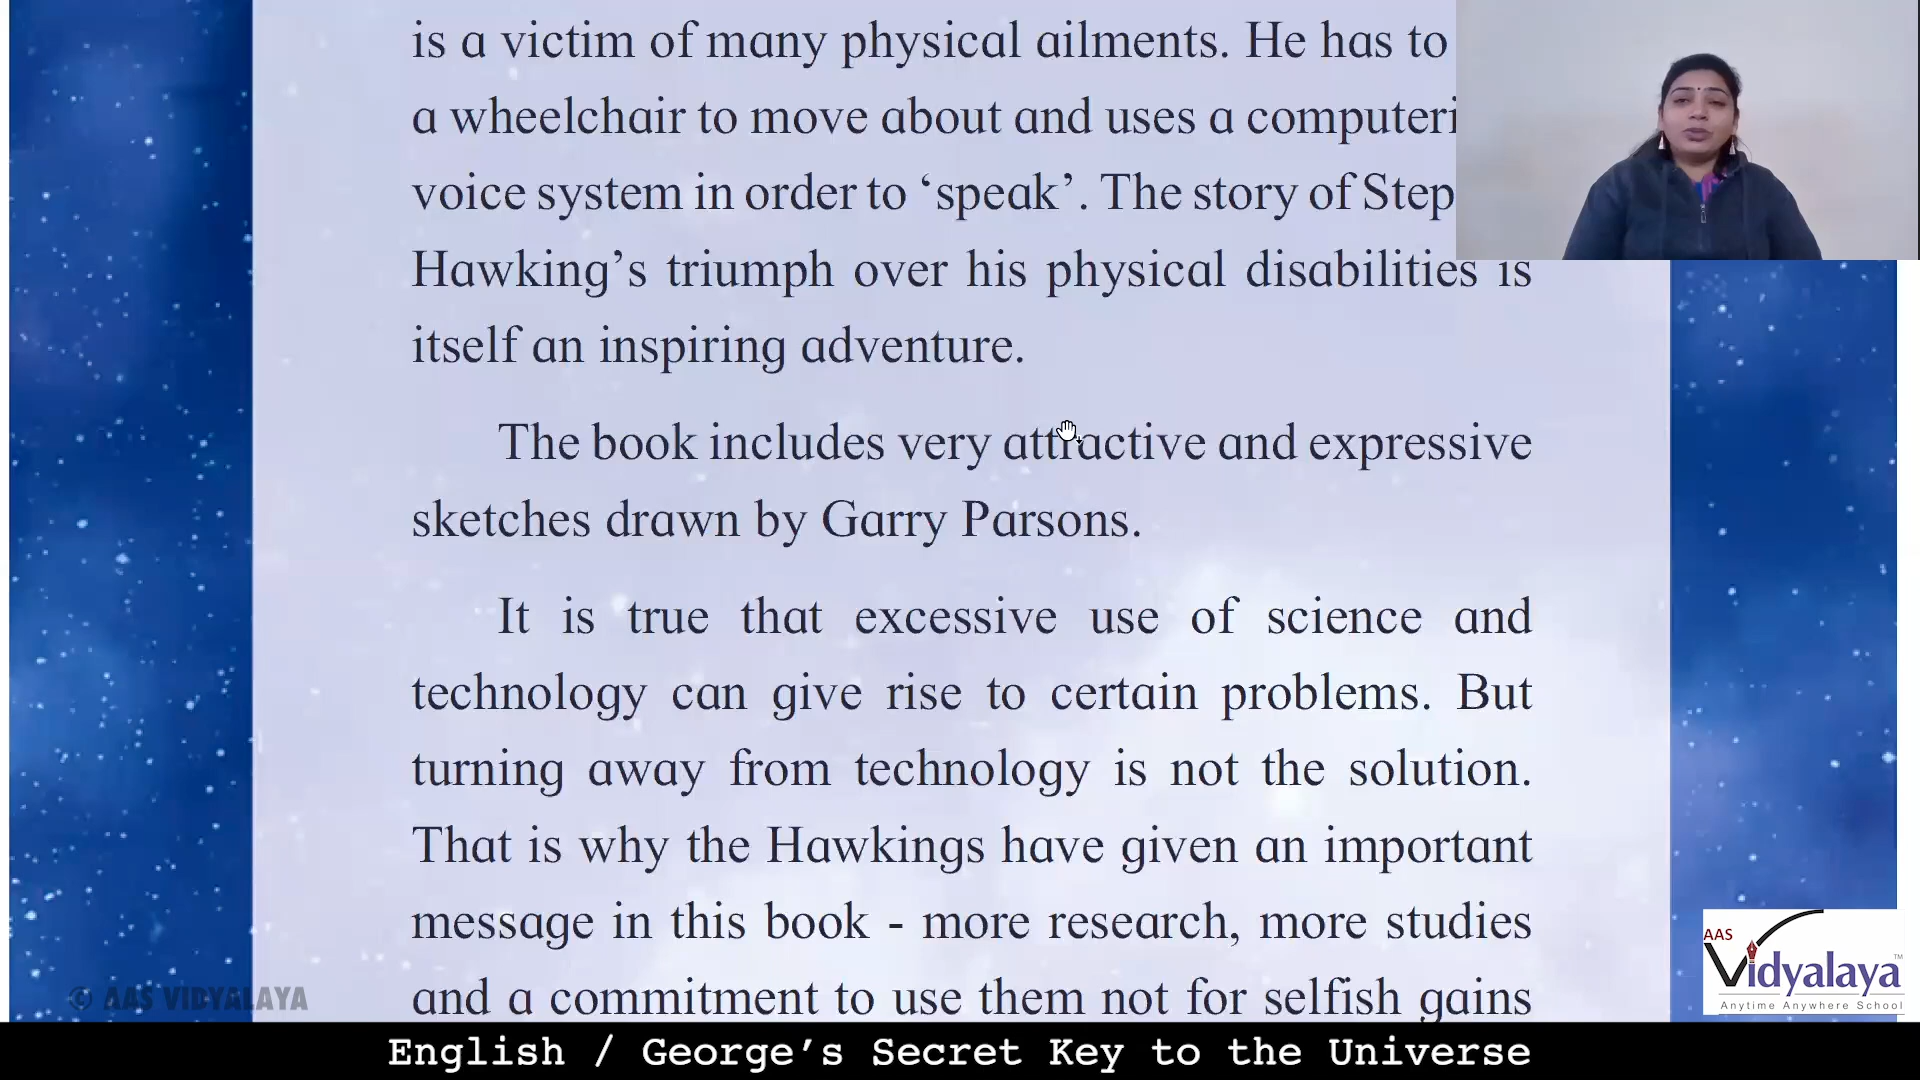 is a victim of many physical ailments. He has to
a wheelchair to move about and uses a computeri
voice system in order to ‘speak’. The story of Step
Hawking’s triumph over his physical disabilities is
itself an inspiring adventure.
The book includes very attractive and expressive
sketches drawn by Garry Parsons.
It is true that excessive use of science and
technology can give rise to certain problems. But
turning away from technology is not the solution.
That is why the Hawkings have given an important
message in this book - more research, more studies
and a commitment to use them not for selfish gains
© AAS VIDYALAYA
AAS
Vidyalaya™
Anytime Anywhere School
English / George’s Secret Key to the Universe